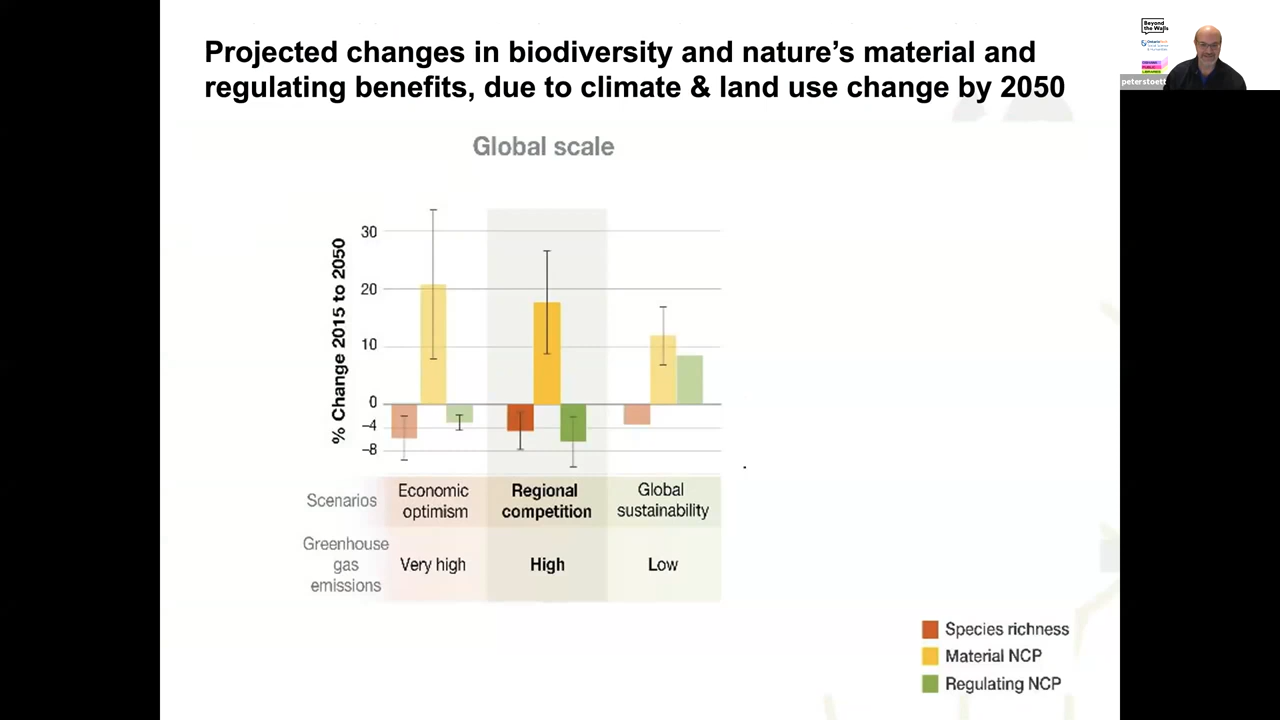 Projected changes in biodiversity and nature’s material and
regulating benefits, due to climate & land use change by 2050
Beyond
the Walls
peterstoett
Global scale
% Change 2015 to 2050
30
20
10
0
–4
–8
Scenarios
Economic
optimism
Regional
competition
Global
sustainability
Greenhouse
gas
emissions
Very high
High
Low
Species richness
Material NCP
Regulating NCP